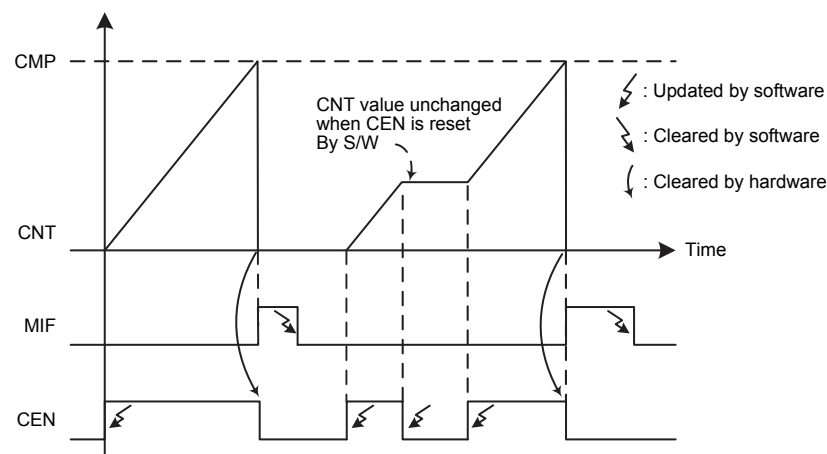 CMP
CNT value unchanged
when CEN is reset
By S/W
: Updated by software
: Cleared by software
: Cleared by hardware
CNT
Time
MIF
CEN